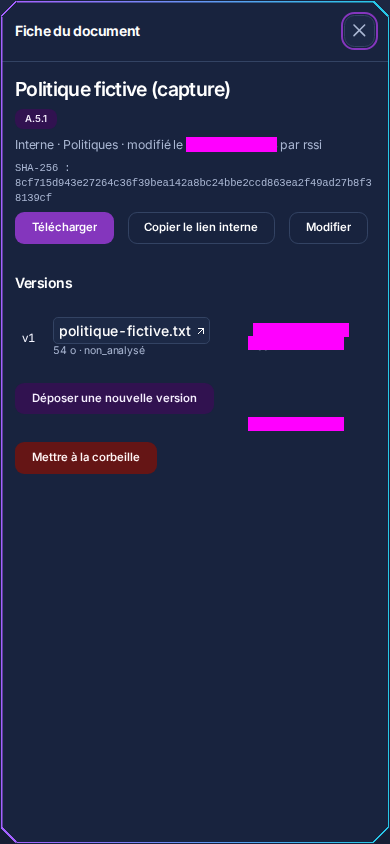 Fiche du document
Politique fictive (capture)
A.5.1
Interne · Politiques · modifié le par rssi
SHA-256 :
8cf715d943e27264c36f39bea142a8bc24bbe2ccd863ea2f49ad27b8f3
8139cf
Télécharger Copier le lien interne Modifier
Versions
v1 politique-fictive.txt
54 o · non_analysé
Déposer une nouvelle version
Mettre à la corbeille